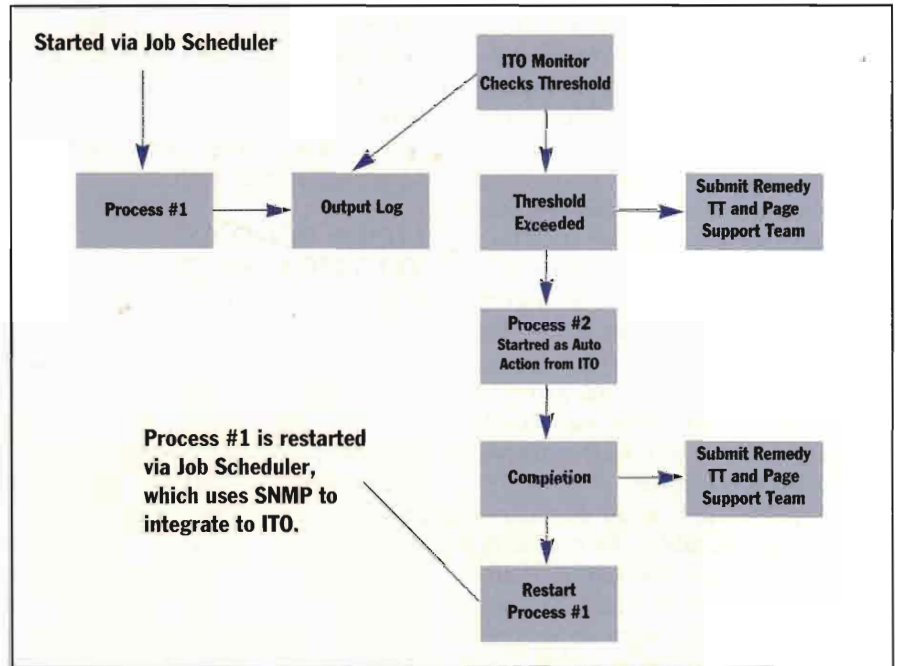 Started via Job Scheduler
ITO Monitor
Checks Threshold
Process #1
Output Log
Threshold
Exceeded
Submit Remedy
TT and Page
Support Team
Process #2
Startred as Auto
Action from ITO
Process #1 is restarted
via Job Scheduler,
which uses SNMP to
integrate to ITO.
Completion
Submit Remedy
TT and Page
Support Team
Restart
Process #1